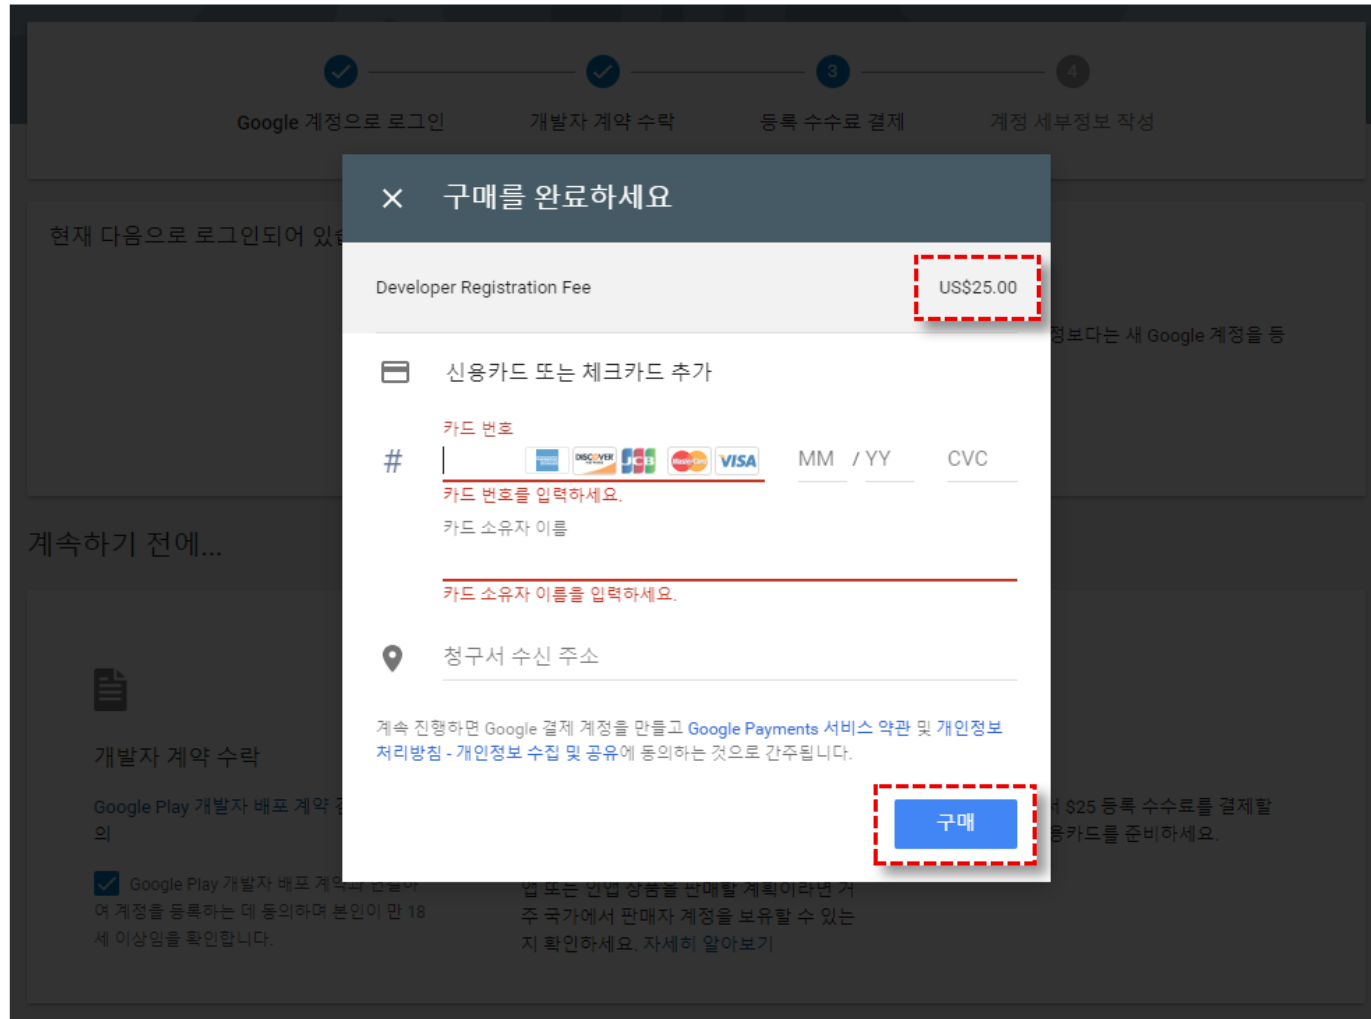 3
4
Google 계정으로 로그인
개발자 계약 수락
등록 수수료 결제
계정 세부정보 작성
현재 다음으로 로그인되어 있
정보다는 새 Google 계정을 등
구매를 완료하세요
Developer Registration Fee
US$25.00
신용카드 또는 체크카드 추가
카드 번호
# DISCOVER JCB MasterCard VISA MM / YY CVC
카드 번호를 입력하세요.
카드 소유자 이름
카드 소유자 이름을 입력하세요.
청구서 수신 주소
계속 진행하면 Google 결제 계정을 만들고 Google Payments 서비스 약관 및 개인정보
처리방침 - 개인정보 수집 및 공유에 동의하는 것으로 간주됩니다.
구매
계속하기 전에...
개발자 계약 수락
Google Play 개발자 배포 계약
의
Google Play 개발자 배포 계약과 연결하
여 계정을 등록하는 데 동의하며 본인이 만 18
세 이상임을 확인합니다.
앱 또는 인앱 상품을 판매할 계획이라면 거
주 국가에서 판매자 계정을 보유할 수 있는
지 확인하세요. 자세히 알아보기
$25 등록 수수료를 결제할
용카드를 준비하세요.